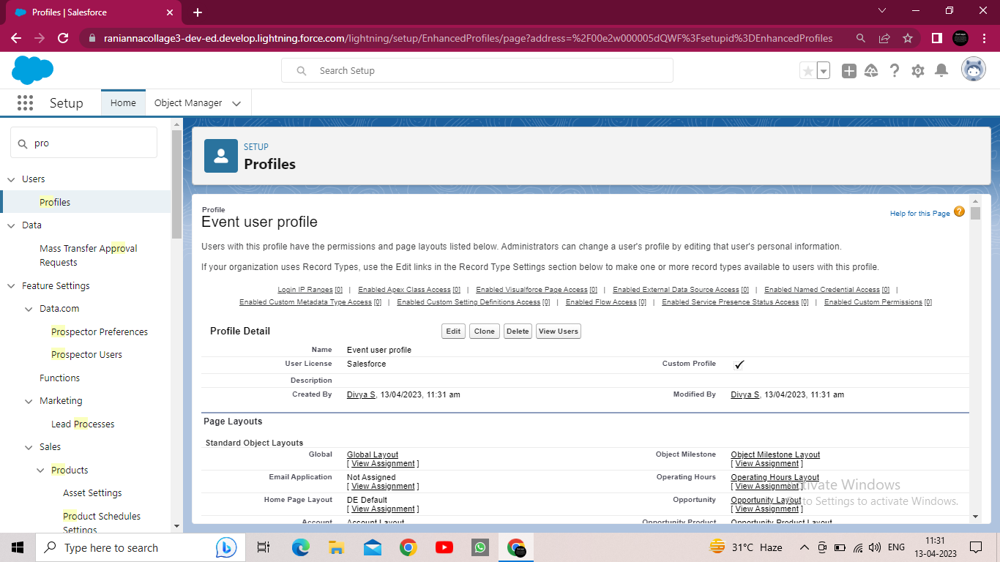 Profiles | Salesforce
raniannacollage3-dev-ed.develop.lightning.force.com/lightning/setup/EnhancedProfiles/page?address=%2F00e2w000005dQWF%3Fsetupid%3DEnhancedProfiles
Search Setup
Setup
Home
Object Manager
pro
Users
Profiles
Data
Mass Transfer Approval
Requests
Feature Settings
Data.com
Prospector Preferences
Prospector Users
Functions
Marketing
Lead Processes
Sales
Products
Asset Settings
Product Schedules
Settings
SETUP
Profiles
Profile
Event user profile
Help for this Page
Users with this profile have the permissions and page layouts listed below. Administrators can change a user's profile by editing that user's personal information.
If your organization uses Record Types, use the Edit links in the Record Type Settings section below to make one or more record types available to users with this profile.
Login IP Ranges [0] | Enabled Apex Class Access [0] | Enabled Visualforce Page Access [0] | Enabled External Data Source Access [0] | Enabled Named Credential Access [0] |
Enabled Custom Metadata Type Access [0] | Enabled Custom Setting Definitions Access [0] | Enabled Flow Access [0] | Enabled Service Presence Status Access [0] | Enabled Custom Permissions [0]
Profile Detail Edit Clone Delete View Users
Name Event user profile
User License Salesforce Custom Profile
Description
Created By Divya S, 13/04/2023, 11:31 am Modified By Divya S, 13/04/2023, 11:31 am
Page Layouts
Standard Object Layouts
Global Global Layout Object Milestone Object Milestone Layout
[ View Assignment ] [ View Assignment ]
Email Application Not Assigned Operating Hours Operating Hours Layout
[ View Assignment ] [ View Assignment ]
Home Page Layout DE Default Opportunity Opportunity Layout
[ View Assignment ] [ View Assignment ]
Account Account Layout Opportunity Product Opportunity Product Layout
Activate Windows
Go to Settings to activate Windows.
Type here to search
31°C Haze
ENG
11:31
13-04-2023